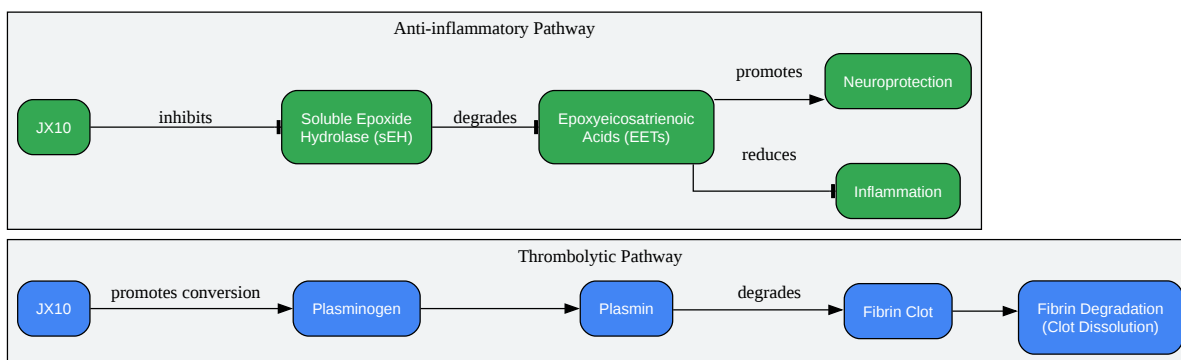 Anti-inflammatory Pathway
promotes
Neuroprotection
JX10
inhibits
Soluble Epoxide
Hydrolase (sEH)
degrades
Epoxyeicosatrienoic
Acids (EETs)
reduces
Inflammation
Thrombolytic Pathway
JX10
promotes conversion
Plasminogen
Plasmin
degrades
Fibrin Clot
Fibrin Degradation
(Clot Dissolution)